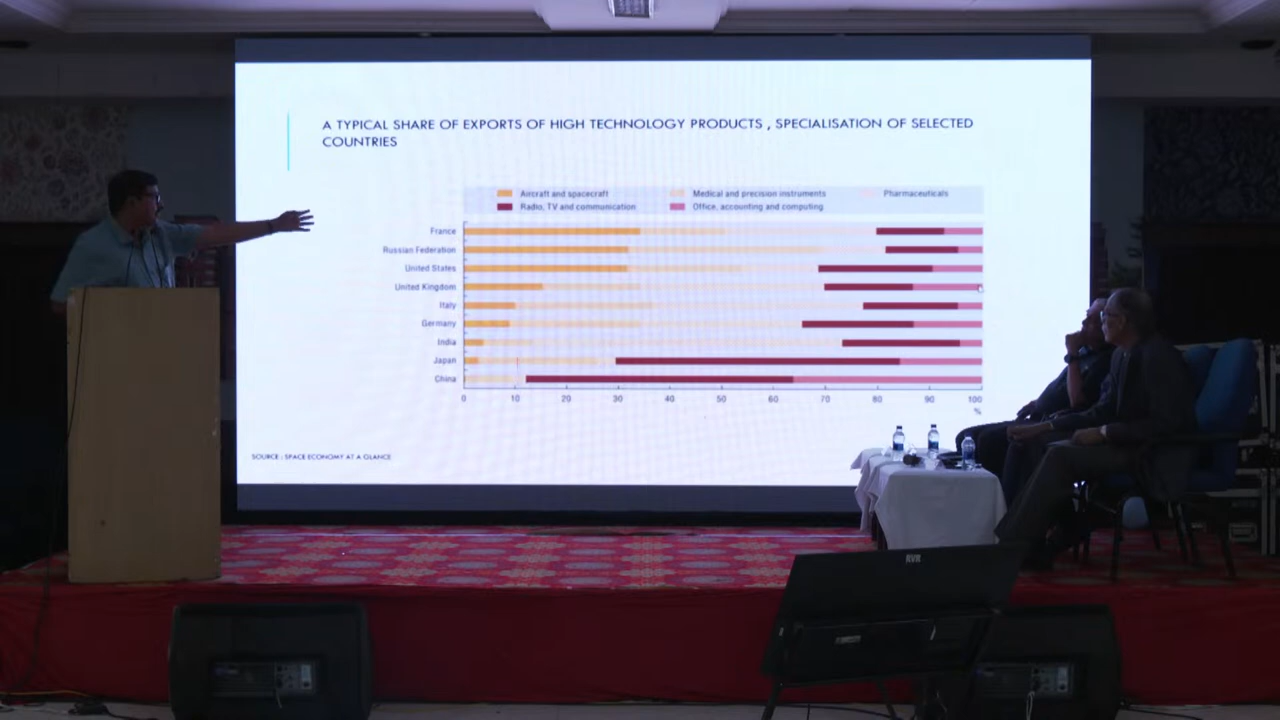 A TYPICAL SHARE OF EXPORTS OF HIGH TECHNOLOGY PRODUCTS , SPECIALISATION OF SELECTED
COUNTRIES
Aircraft and spacecraft Medical and precision instruments Pharmaceuticals
Radio, TV and communication Office, accounting and computing
France
Russian Federation
United States
United Kingdom
Italy
Germany
India
Japan
China
0 10 20 30 40 50 60 70 80 90 100
%
SOURCE : SPACE ECONOMY AT A GLANCE
RVR